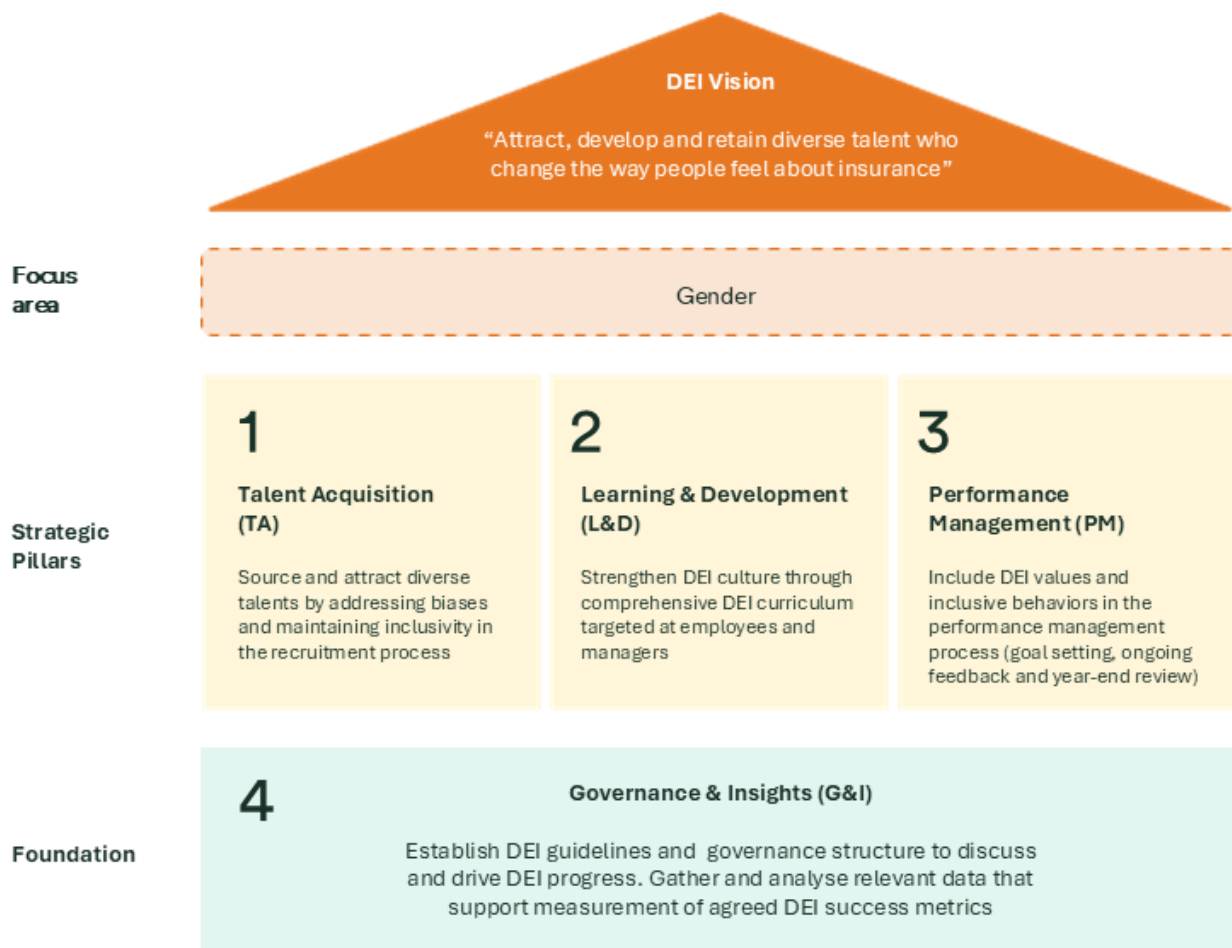 DEI Vision
“Attract, develop and retain diverse talent who
change the way people feel about insurance”
Focus
area
Gender
Strategic
Pillars
1
Talent Acquisition
(TA)
Source and attract diverse
talents by addressing biases
and maintaining inclusivity in
the recruitment process
2
Learning & Development
(L&D)
Strengthen DEI culture through
comprehensive DEI curriculum
targeted at employees and
managers
3
Performance
Management (PM)
Include DEI values and
inclusive behaviors in the
performance management
process (goal setting, ongoing
feedback and year-end review)
Foundation
4
Governance & Insights (G&I)
Establish DEI guidelines and governance structure to discuss
and drive DEI progress. Gather and analyse relevant data that
support measurement of agreed DEI success metrics